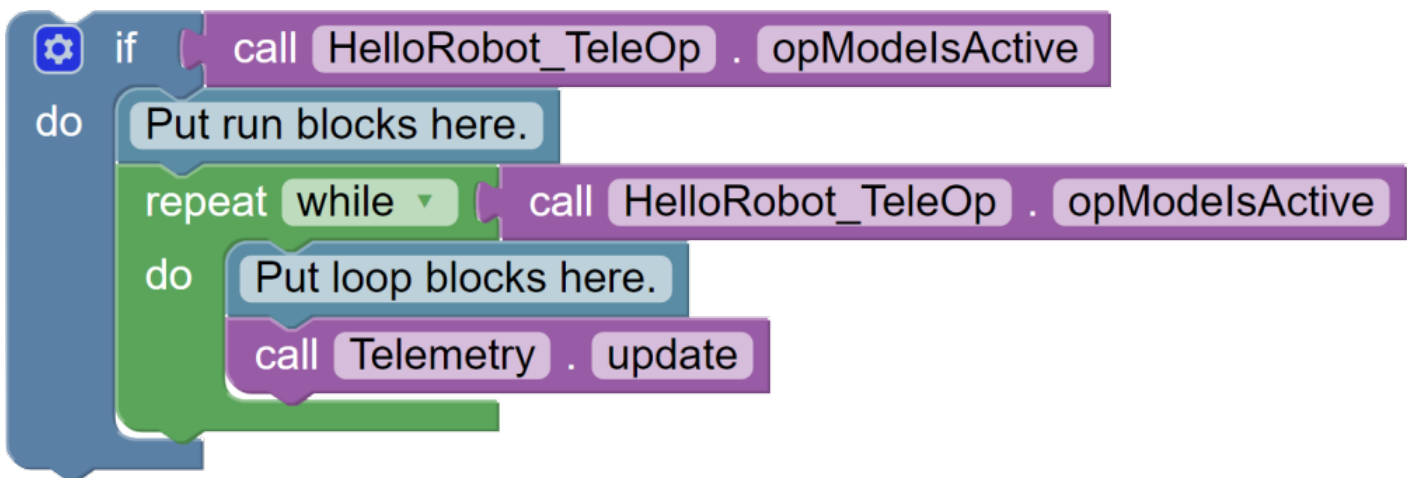 if call HelloRobot_TeleOp . opModeIsActive
do Put run blocks here.
repeat while ▼ call HelloRobot_TeleOp . opModeIsActive
do Put loop blocks here.
call Telemetry . update